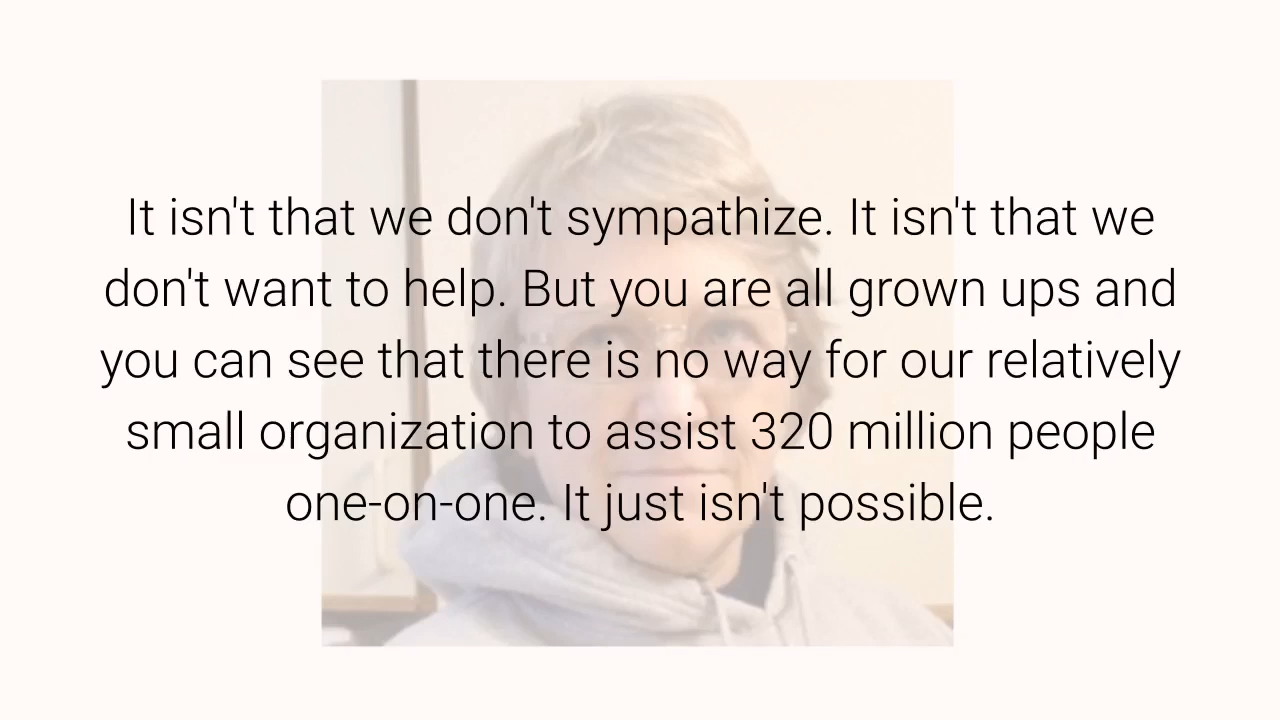 It isn't that we don't sympathize. It isn't that we
don't want to help. But you are all grown ups and
you can see that there is no way for our relatively
small organization to assist 320 million people
one-on-one. It just isn't possible.